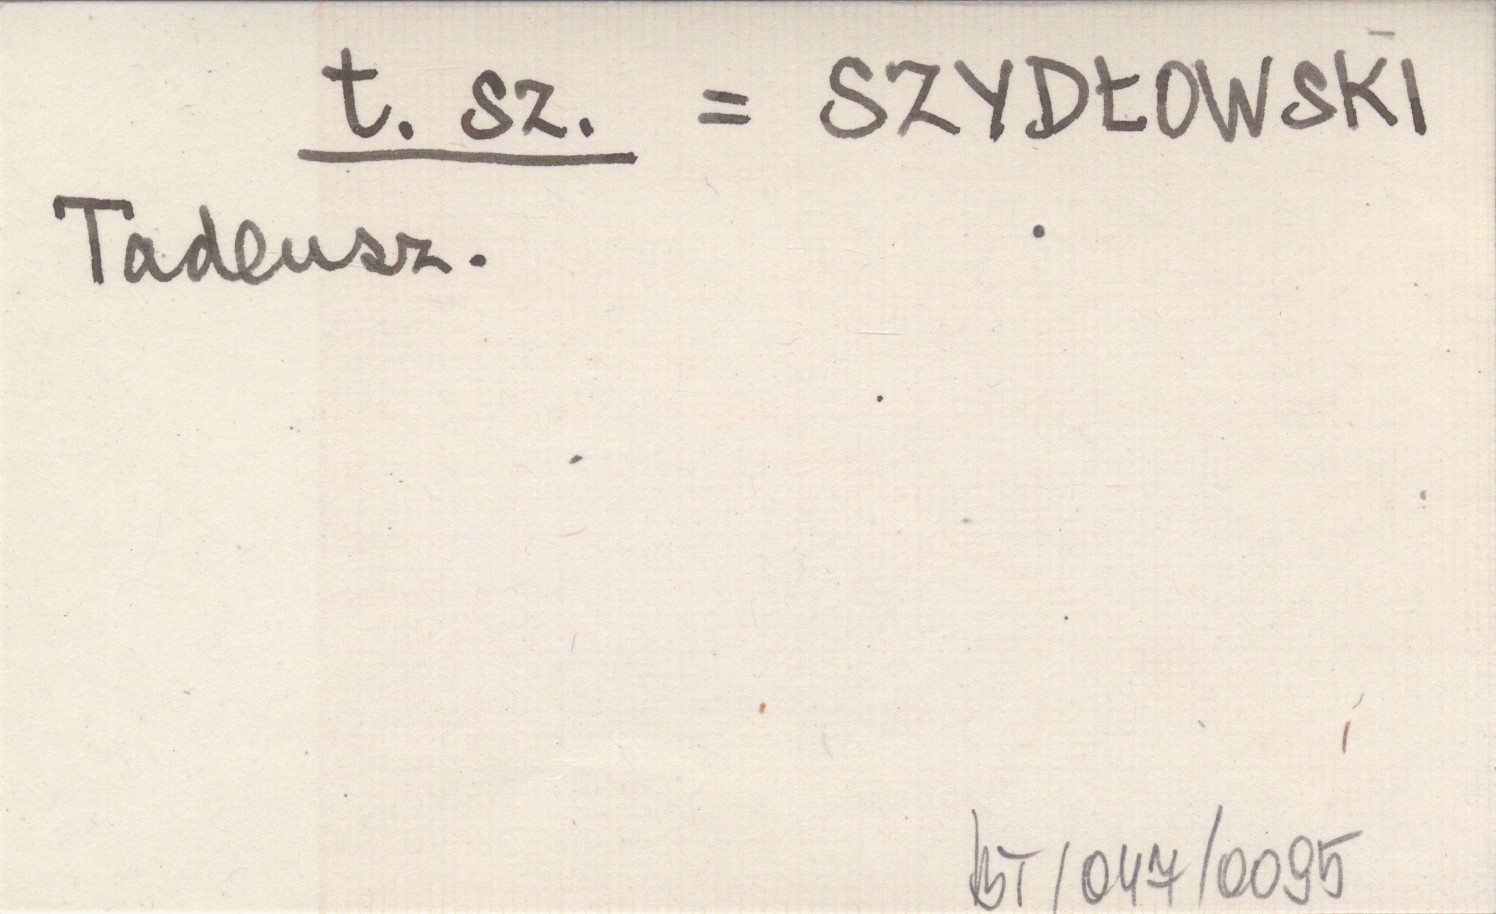 t. sz. = SZYDŁOWSKI
Tadeusz.
BT/047/0095